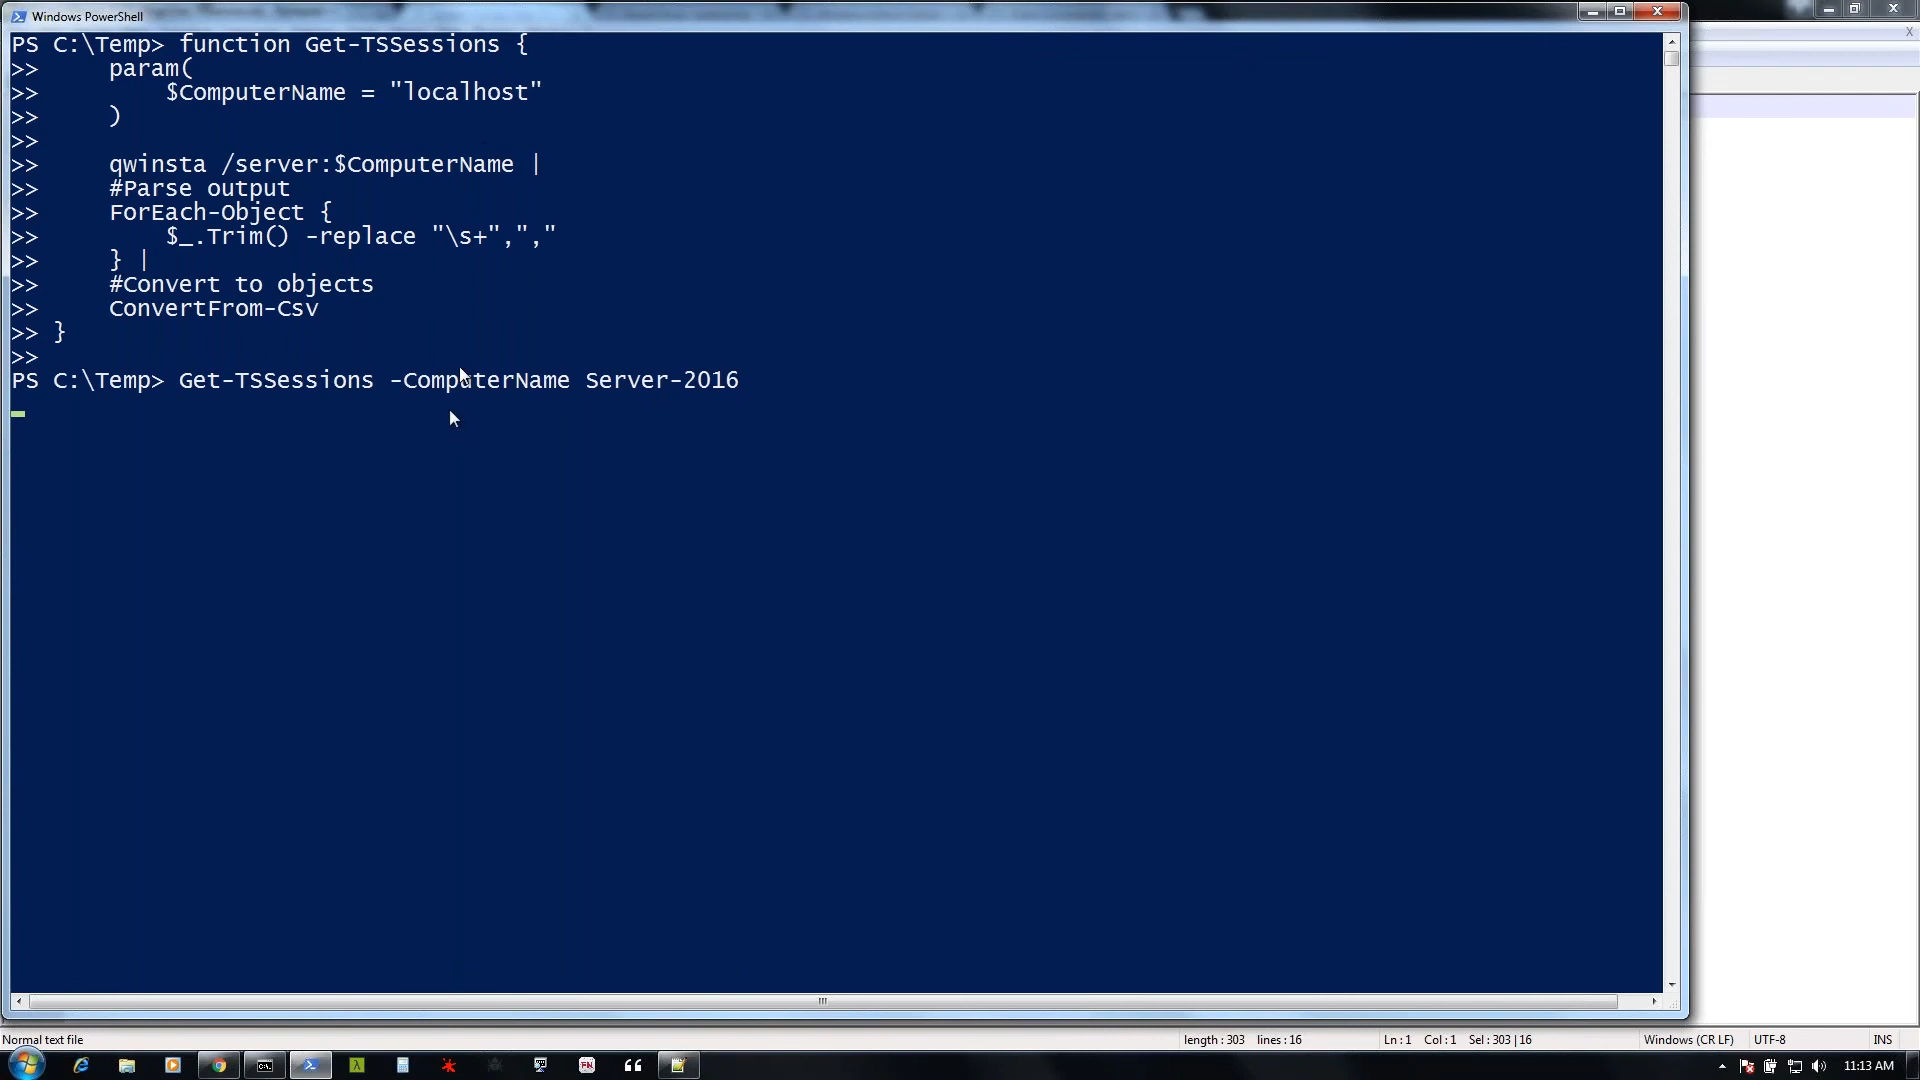 Windows PowerShell
PS C:\Temp> function Get-TSSessions {
>>     param(
>>         $ComputerName = "localhost"
>>     )
>>
>>     qwinsta /server:$ComputerName |
>>     #Parse output
>>     ForEach-Object {
>>         $_.Trim() -replace "\s+",","
>>     } |
>>     #Convert to objects
>>     ConvertFrom-Csv
>> }
>>
PS C:\Temp> Get-TSSessions -ComputerName Server-2016
Normal text file length : 303 lines : 16 Ln : 1 Col : 1 Sel : 303 | 16 Windows (CR LF) UTF-8 INS
11:13 AM